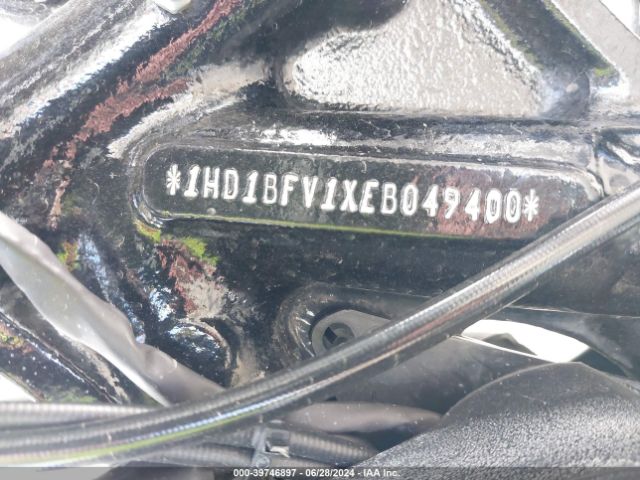 *1HD1BFV1XEB049400*
000-39746897 - 06/28/2024 - IAA Inc.